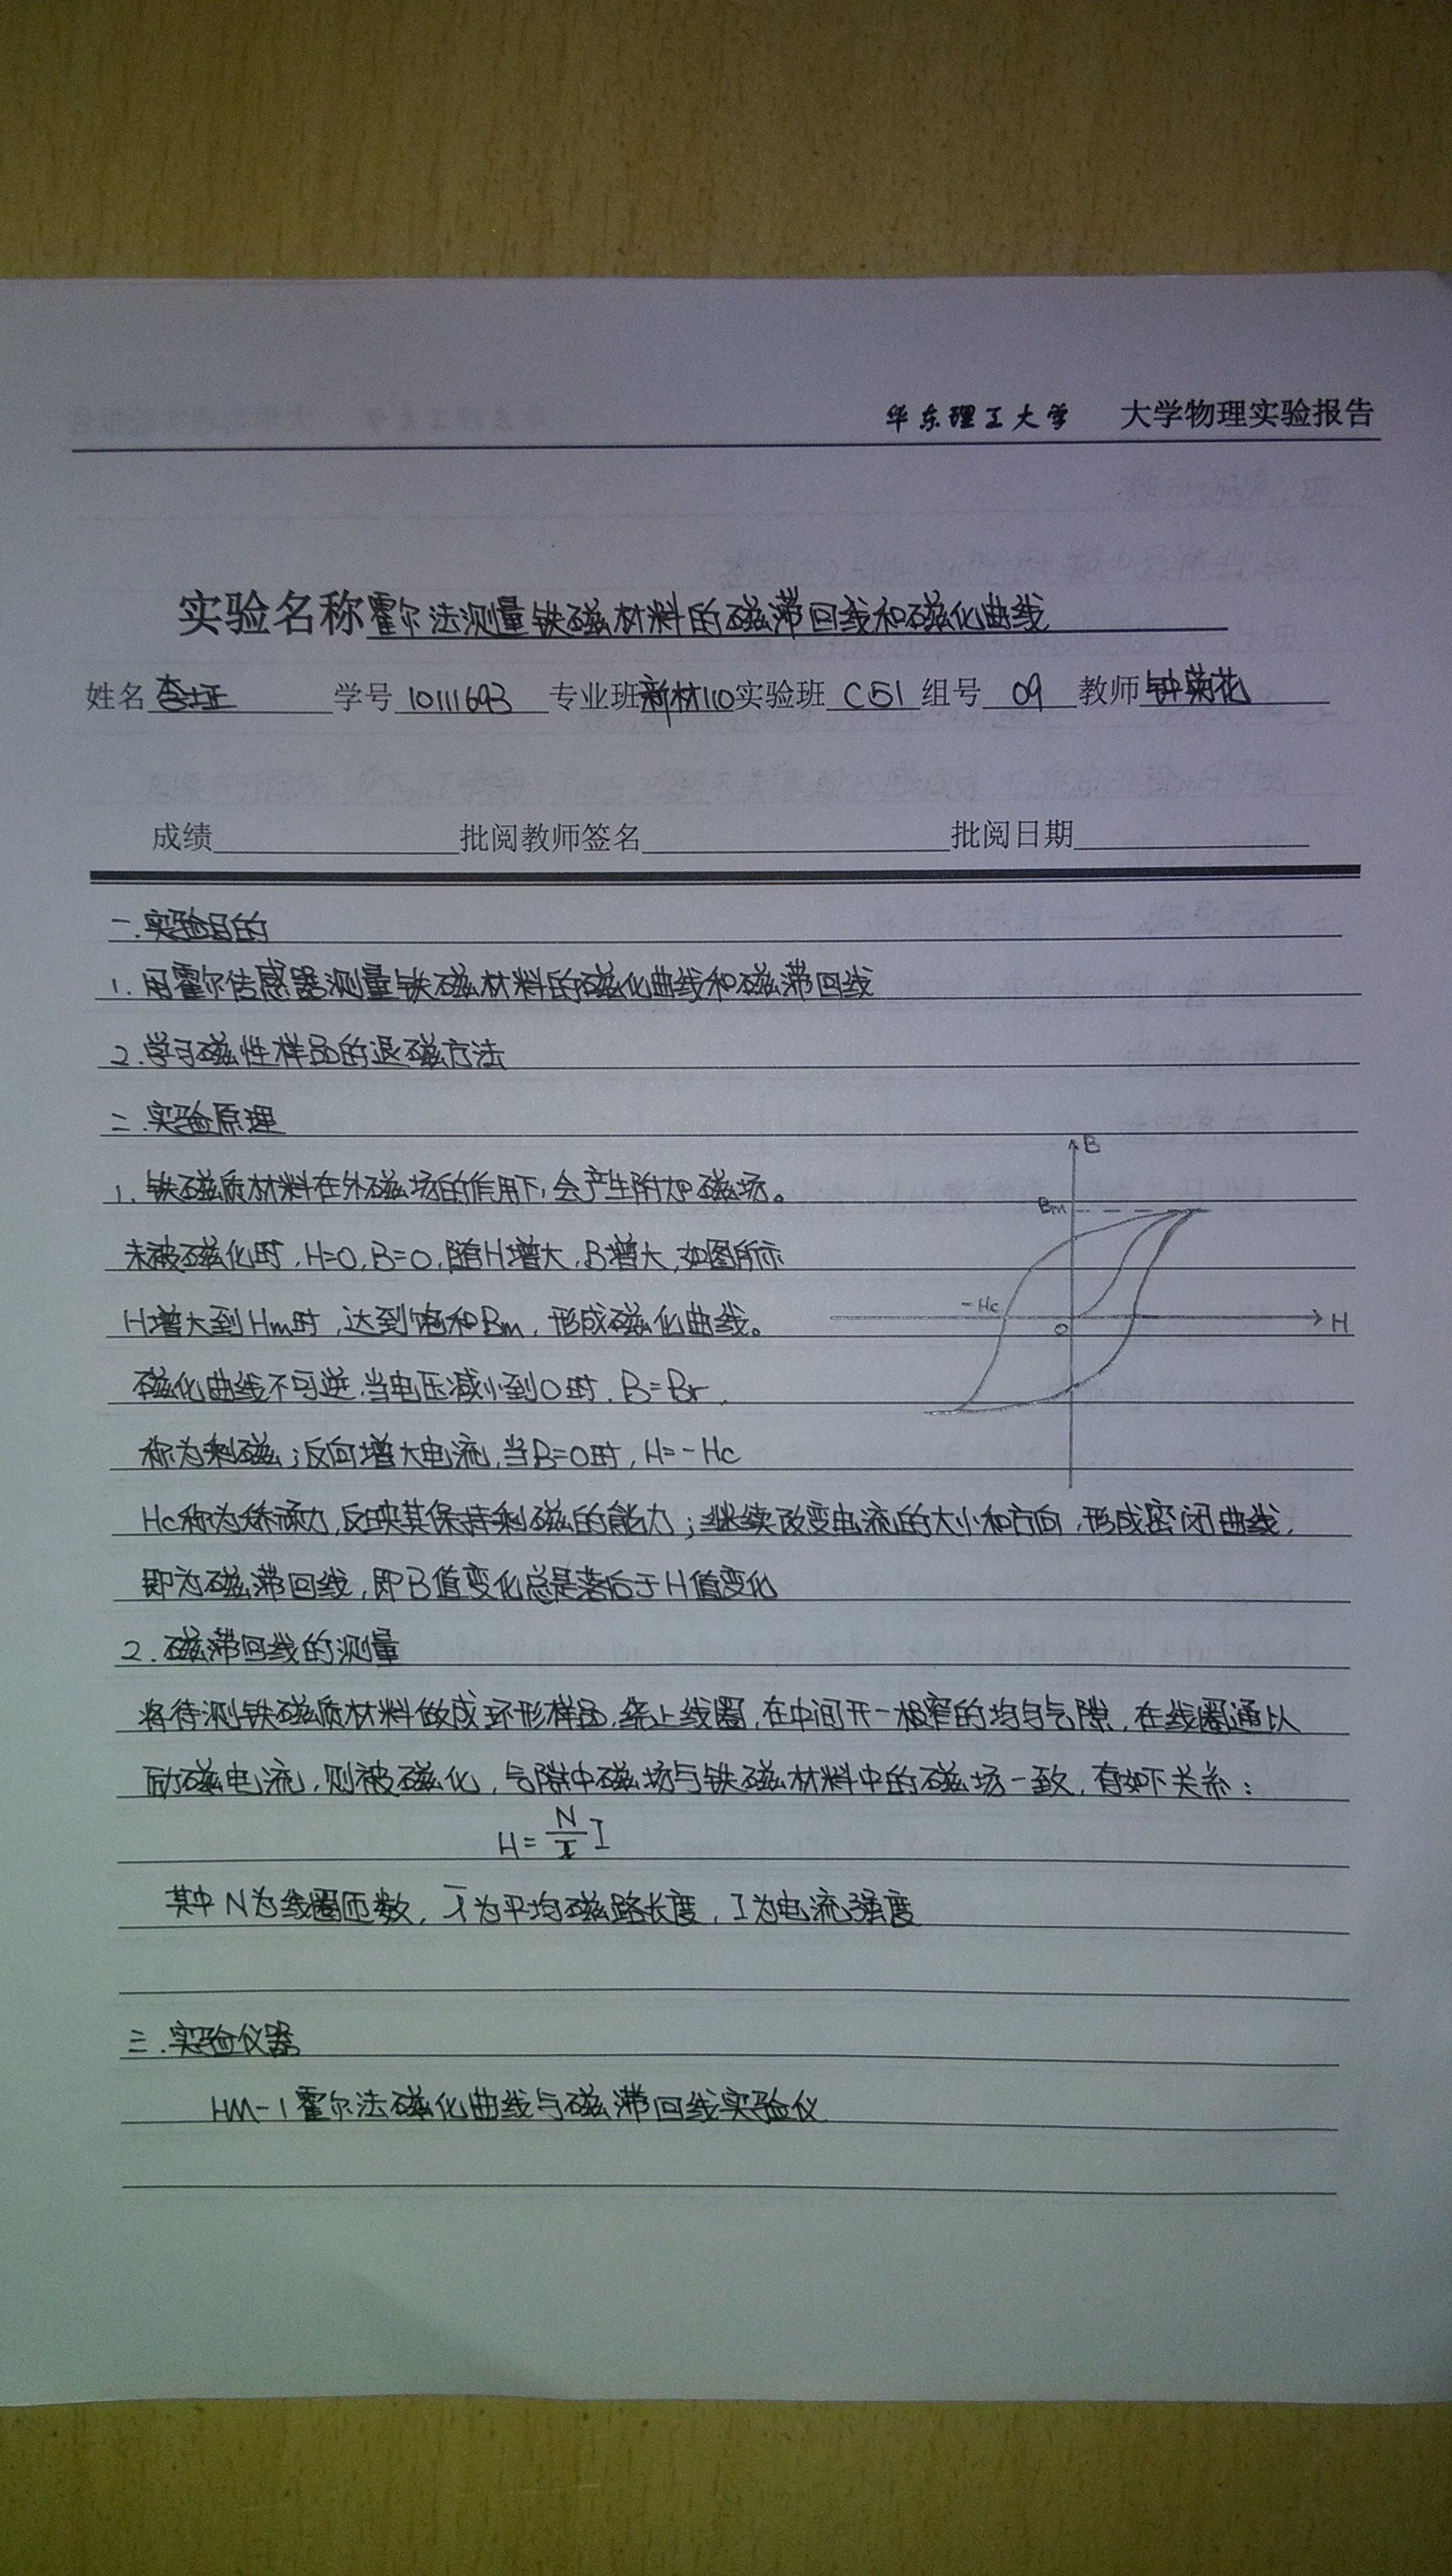 华东理工大学 大学物理实验报告
实验名称 霍尔法测量铁磁材料的磁滞回线和磁化曲线
姓名 李 学号 10111693 专业班 新材110 实验班 C51 组号 09 教师 钟菊花
成绩 批阅教师签名 批阅日期
一.实验目的
1.用霍尔传感器测量铁磁材料的磁化曲线和磁滞回线
2.学习磁性样品的退磁方法
二.实验原理
1.铁磁质材料在外磁场的作用下,会产生附加磁场。
未被磁化时,H=0,B=0,随H增大,B增大,如图所示
H增大到Hm时,达到饱和Bm,形成磁化曲线。
磁化曲线不可逆,当电压减小到0时,B=Br,
称为剩磁;反向增大电流,当B=0时,H=-Hc
Hc称为矫顽力,反映其保持剩磁的能力;继续改变电流的大小和方向,形成密闭曲线,
即为磁滞回线,即B值变化总是落后于H值变化
B
Bm
-Hc
O
H
2.磁滞回线的测量
将待测铁磁质材料做成环形样品,绕上线圈,在中间开一极窄的均匀气隙,在线圈通以
励磁电流,则被磁化,气隙中磁场与铁磁材料中的磁场一致,有如下关系:
H=N/l̄ I
其中N为线圈匝数,l̄为平均磁路长度,I为电流强度
三.实验仪器
HM-1霍尔法磁化曲线与磁滞回线实验仪